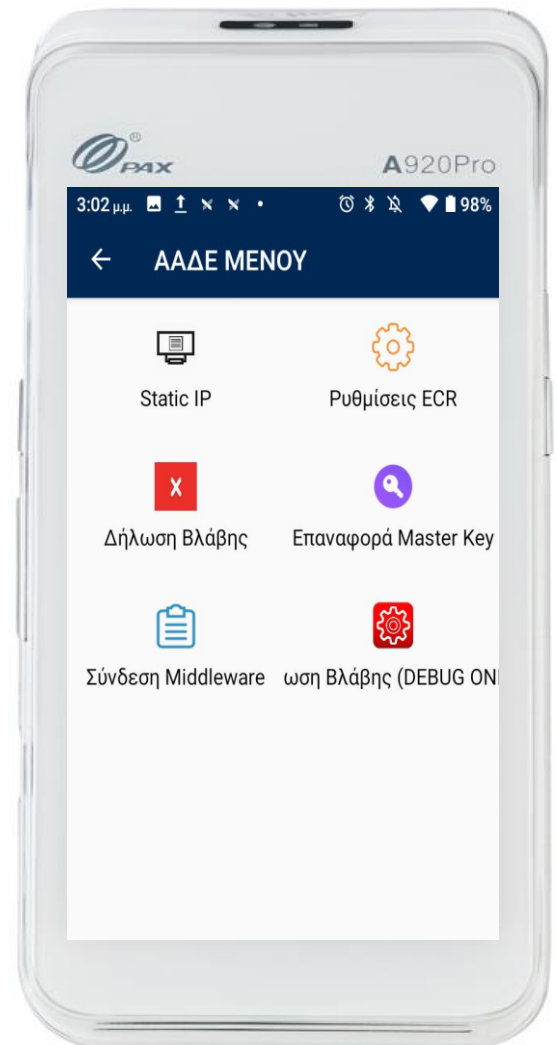 PAX®
A920Pro
3:02 μ.μ. 98%
ΑΑΔΕ ΜΕΝΟΥ
Static IP
Ρυθμίσεις ECR
Δήλωση Βλάβης
Επαναφορά Master Key
Σύνδεση Middleware
ωση Βλάβης (DEBUG ON